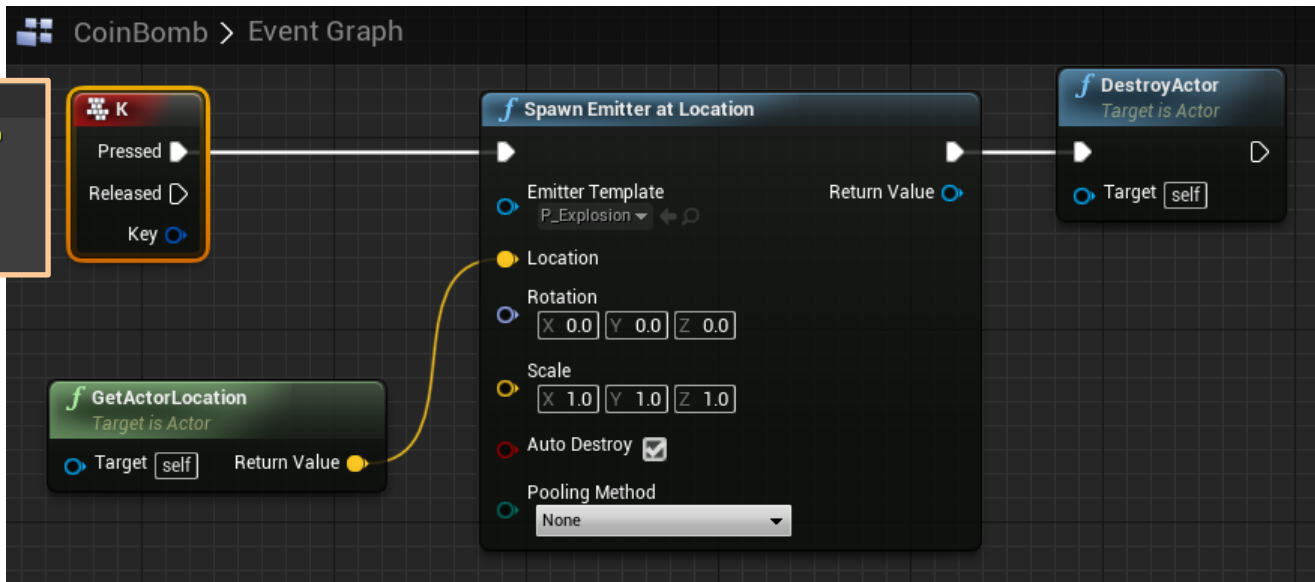 CoinBomb > Event Graph
K
Pressed
Released
Key
f Spawn Emitter at Location
Emitter Template
P_Explosion
Return Value
Location
Rotation
X 0.0 Y 0.0 Z 0.0
Scale
X 1.0 Y 1.0 Z 1.0
Auto Destroy
Pooling Method
None
f DestroyActor
Target is Actor
Target self
f GetActorLocation
Target is Actor
Target self Return Value